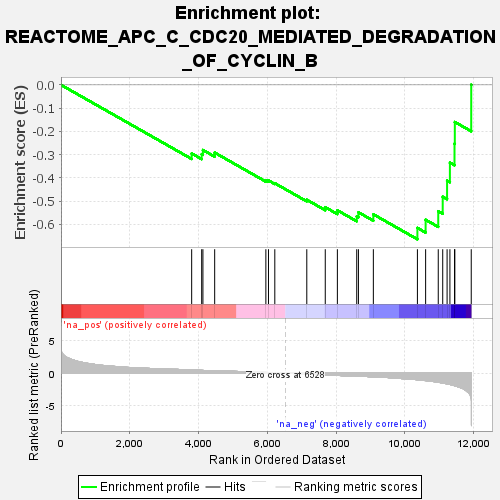 Enrichment plot:
REACTOME_APC_C_CDC20_MEDIATED_DEGRADATION
_OF_CYCLIN_B
Enrichment score (ES)
0.0
-0.1
-0.2
-0.3
-0.4
-0.5
-0.6
'na_pos' (positively correlated)
Ranked list metric (PreRanked)
5
0
-5
Zero cross at 6528
'na_neg' (negatively correlated)
0
2,000
4,000
6,000
8,000
10,000
12,000
Rank in Ordered Dataset
Enrichment profile
Hits
Ranking metric scores